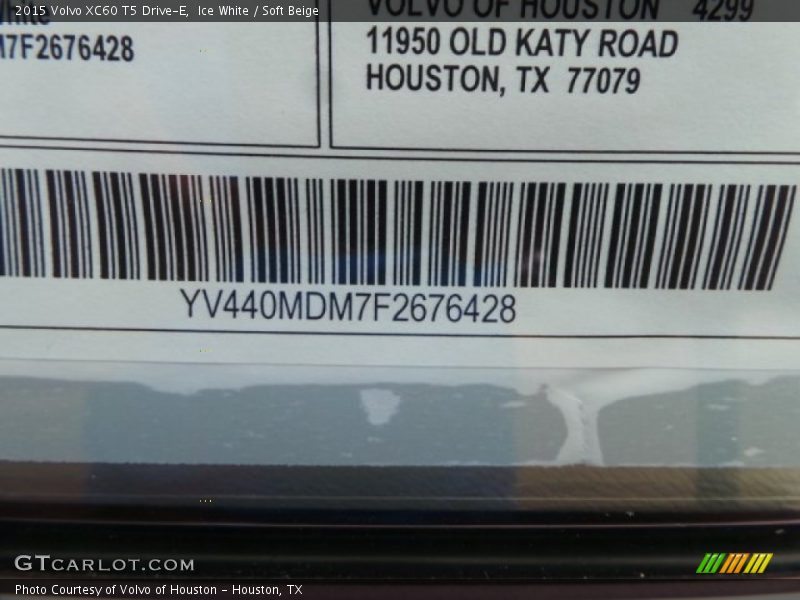 2015 Volvo XC60 T5 Drive-E, Ice White / Soft Beige
VOLVO OF HOUSTON 4299
7F2676428
11950 OLD KATY ROAD
HOUSTON, TX 77079
YV440MDM7F2676428
GTCARLOT.COM
Photo Courtesy of Volvo of Houston - Houston, TX